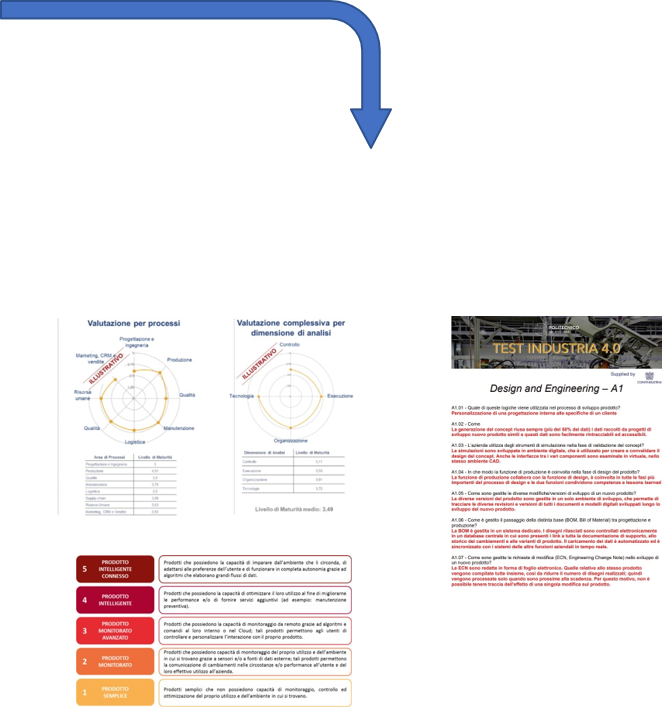 Valutazione per processi
Progettazione e
ingegneria
Marketing, CRM e
vendite
Produzione
Risorse
umane
Qualità
Qualità
Manutenzione
Logistica
ILLUSTRATIVO
Area di Processi Livello di Maturità
Progettazione e Ingegneria
Produzione
Qualità
Manutenzione
Logistica
Supply chain
Risorse Umane
Marketing, CRM e Vendite
Valutazione complessiva per
dimensione di analisi
Controllo
ILLUSTRATIVO
Tecnologie
Esecuzione
Organizzazione
Dimensione di Analisi Livello di Maturità
Controllo
Esecuzione
Organizzazione
Tecnologie
Livello di Maturità medio: 3,49
5
PRODOTTO
INTELLIGENTE
CONNESSO
Prodotti che possiedono la capacità di imparare dall'ambiente che li circonda, di
adattarsi alle preferenze dell'utente e di funzionare in completa autonomia grazie ad
algoritmi che elaborano grandi flussi di dati.
4
PRODOTTO
INTELLIGENTE
Prodotti che possiedono la capacità di ottimizzare il loro utilizzo al fine di migliorarne
le performance e/o di fornire servizi aggiuntivi (ad esempio: manutenzione
preventiva).
3
PRODOTTO
MONITORATO
AVANZATO
Prodotti che possiedono la capacità di monitoraggio da remoto grazie ad algoritmi e
comandi al loro interno o nel Cloud; tali prodotti permettono agli utenti di
controllare e personalizzare l'interazione con il proprio prodotto.
2
PRODOTTO
MONITORATO
Prodotti che possiedono capacità di monitoraggio del proprio utilizzo e dell'ambiente
in cui si trovano grazie a sensori e/o a fonti di dati esterne; tali prodotti permettono
la comunicazione di cambiamenti nelle circostanze e/o performance all'utente e del
loro effettivo utilizzo all'azienda.
1
PRODOTTO
SEMPLICE
Prodotti semplici che non possiedono capacità di monitoraggio, controllo ed
ottimizzazione del proprio utilizzo e dell'ambiente in cui si trovano.
POLITECNICO
TEST INDUSTRIA 4.0
Supplied by
Design and Engineering – A1
A1.01 - Quale di queste logiche viene utilizzata nel processo di sviluppo prodotto?
Personalizzazione di una progettazione interna alle specifiche di un cliente
A1.02 - Come
La generazione dei concept riusa sempre (più del 50% dei dati) i dati raccolti da progetti di
sviluppo nuovo prodotto simili e questi dati sono facilmente rintracciabili ed accessibili.
A1.03 - L'azienda utilizza degli strumenti di simulazione nella fase di validazione del concept?
Le simulazioni sono sviluppate in ambiente digitale, che è utilizzato per creare e convalidare il
design del concept. Anche le interfacce tra i vari componenti sono esaminate in virtuale, nello
stesso ambiente CAD.
A1.04 - In che modo la funzione di produzione è coinvolta nella fase di design del prodotto?
La funzione di produzione collabora con la funzione di design, è coinvolta in tutte le fasi più
importanti del processo di design e le due funzioni condividono competenze e lessons learned
A1.05 - Come sono gestite le diverse modifiche/versioni di sviluppo di un nuovo prodotto?
Le diverse versioni del prodotto sono gestite in un solo ambiente di sviluppo, che permette di
tracciare le diverse revisioni e versioni di tutti i documenti e modelli digitali sviluppati lungo lo
sviluppo del nuovo prodotto.
A1.06 - Come è gestito il passaggio della distinta base (BOM, Bill of Material) tra progettazione e
produzione?
La BOM è gestita in un sistema dedicato. I disegni rilasciati sono controllati elettronicamente
in un database centrale in cui sono presenti i link a tutta la documentazione di supporto, allo
storico dei cambiamenti e alle varianti di prodotto. Il caricamento dei dati è automatizzato ed è
sincronizzato con i sistemi delle altre funzioni aziendali in tempo reale.
A1.07 - Come sono gestite le richieste di modifica (ECN, Engineering Change Note) nello sviluppo di
un nuovo prodotto?
Le ECN sono redatte in forma di foglio elettronico. Quelle relative allo stesso prodotto
vengono compilate tutte insieme, così da ridurre il numero di disegni realizzati; quindi
vengono processate solo quando sono prossime alla scadenza. Per questo motivo, non è
possibile tenere traccia dell'effetto di una singola modifica sul prodotto.